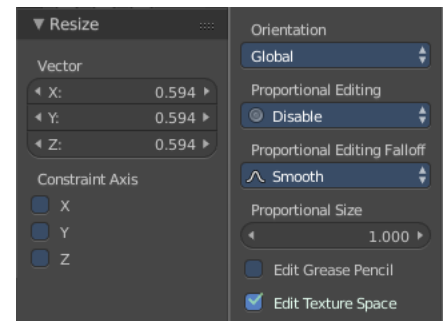 Resize
Vector
X: 0.594
Y: 0.594
Z: 0.594
Constraint Axis
X
Y
Z
Orientation
Global
Proportional Editing
Disable
Proportional Editing Falloff
Smooth
Proportional Size
1.000
Edit Grease Pencil
Edit Texture Space